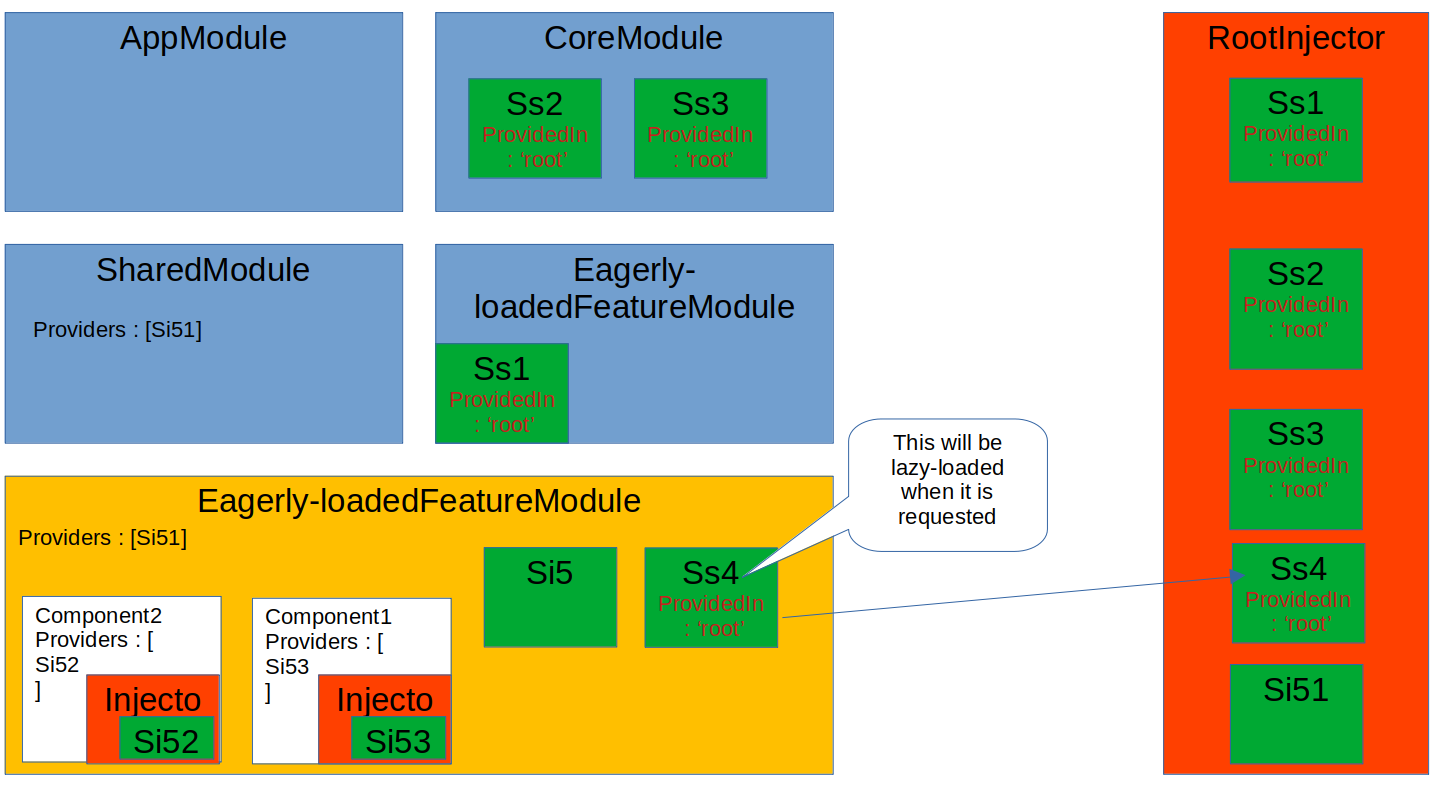 AppModule
CoreModule
Ss2
ProvidedIn
: ‘root’
Ss3
ProvidedIn
: ‘root’
SharedModule
Providers : [Si51]
Eagerly-
loadedFeatureModule
Ss1
ProvidedIn
: ‘root’
Eagerly-loadedFeatureModule
Providers : [Si51]
Component2
Providers : [
Si52
]
Injecto
Si52
Component1
Providers : [
Si53
]
Injecto
Si53
Si5
Ss4
ProvidedIn
: ‘root’
This will be
lazy-loaded
when it is
requested
RootInjector
Ss1
ProvidedIn
: ‘root’
Ss2
ProvidedIn
: ‘root’
Ss3
ProvidedIn
: ‘root’
Ss4
ProvidedIn
: ‘root’
Si51